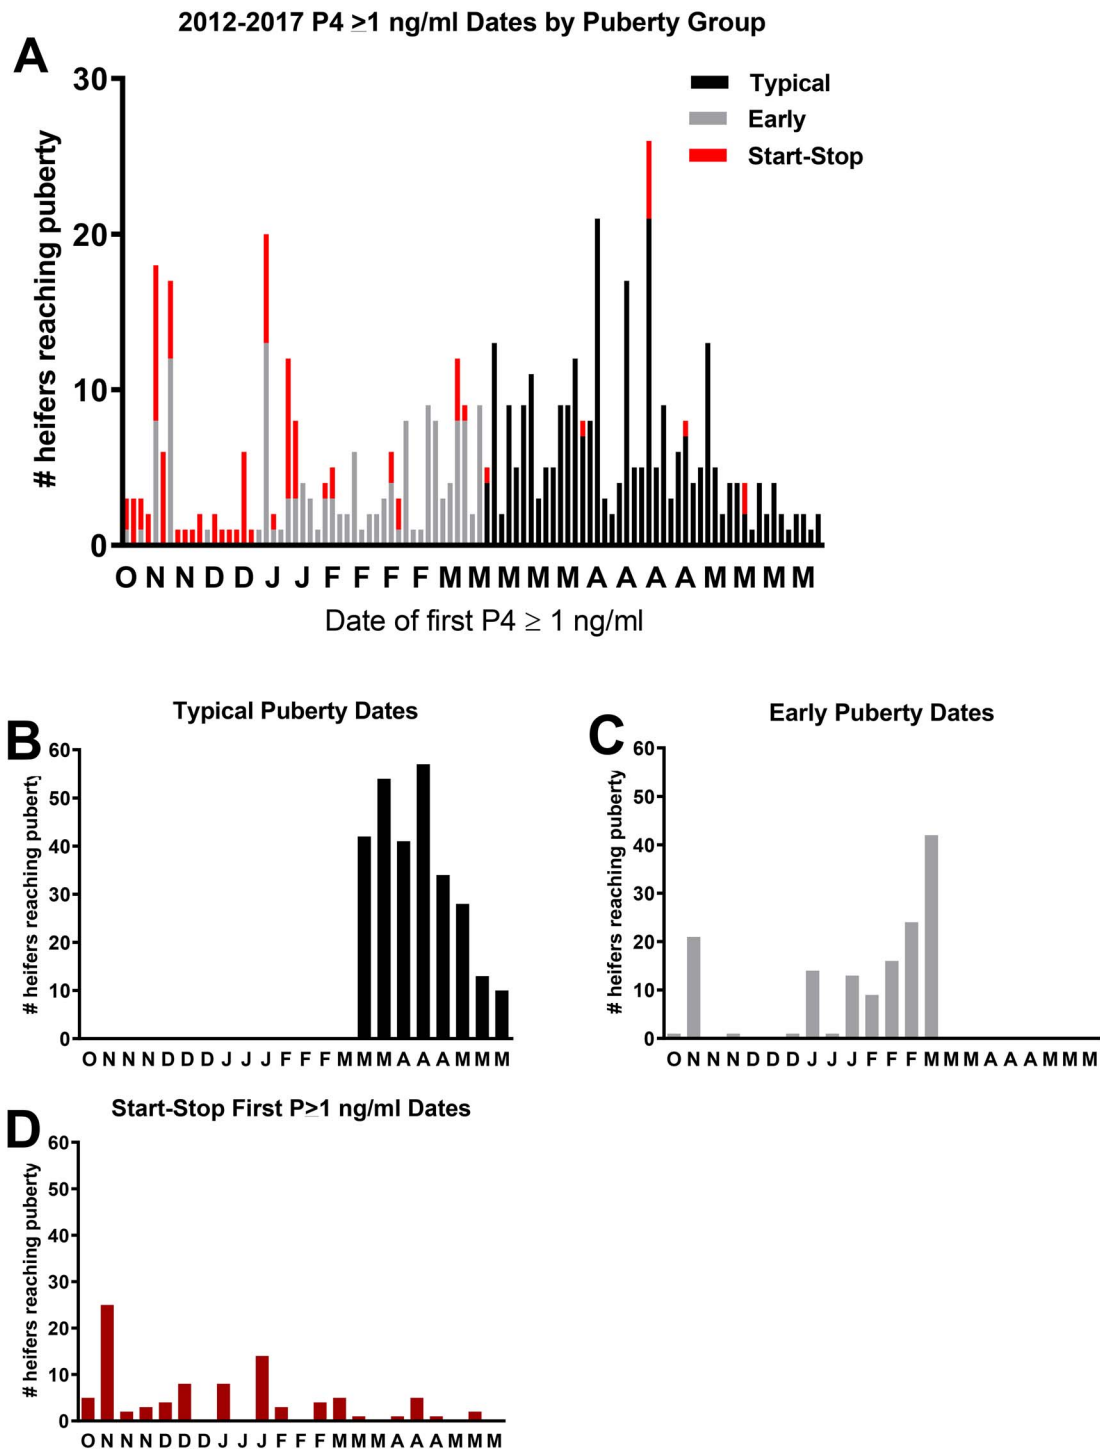 2012-2017 P4 ≥1 ng/ml Dates by Puberty Group
A
# heifers reaching puberty
30
20
10
0
Typical
Early
Start-Stop
O N N D D J J F F F F M M M M M A A A A M M M M
Date of first P4 ≥ 1 ng/ml
B
Typical Puberty Dates
# heifers reaching puberty
60
50
40
30
20
10
0
O N N N D D D J J J F F F M M M A A A M M M
C
Early Puberty Dates
# heifers reaching puberty
60
50
40
30
20
10
0
O N N N D D D J J J F F F M M M A A A M M M
D
Start-Stop First P≥1 ng/ml Dates
# heifers reaching puberty
60
50
40
30
20
10
0
O N N N D D D J J J F F F M M M A A A M M M